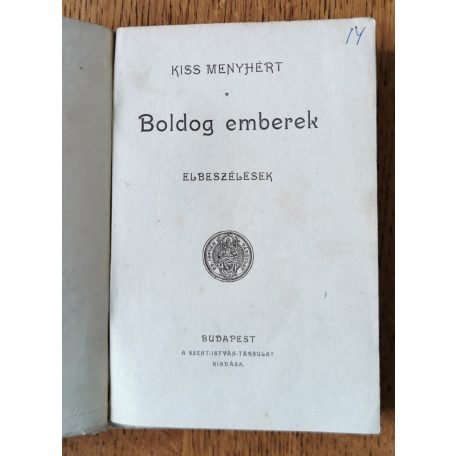 14
KISS MENYHÉRT
*
Boldog emberek
ELBESZÉLÉSEK
BUDAPEST
A SZENT-ISTVÁN-TÁRSULAT
KIADÁSA.